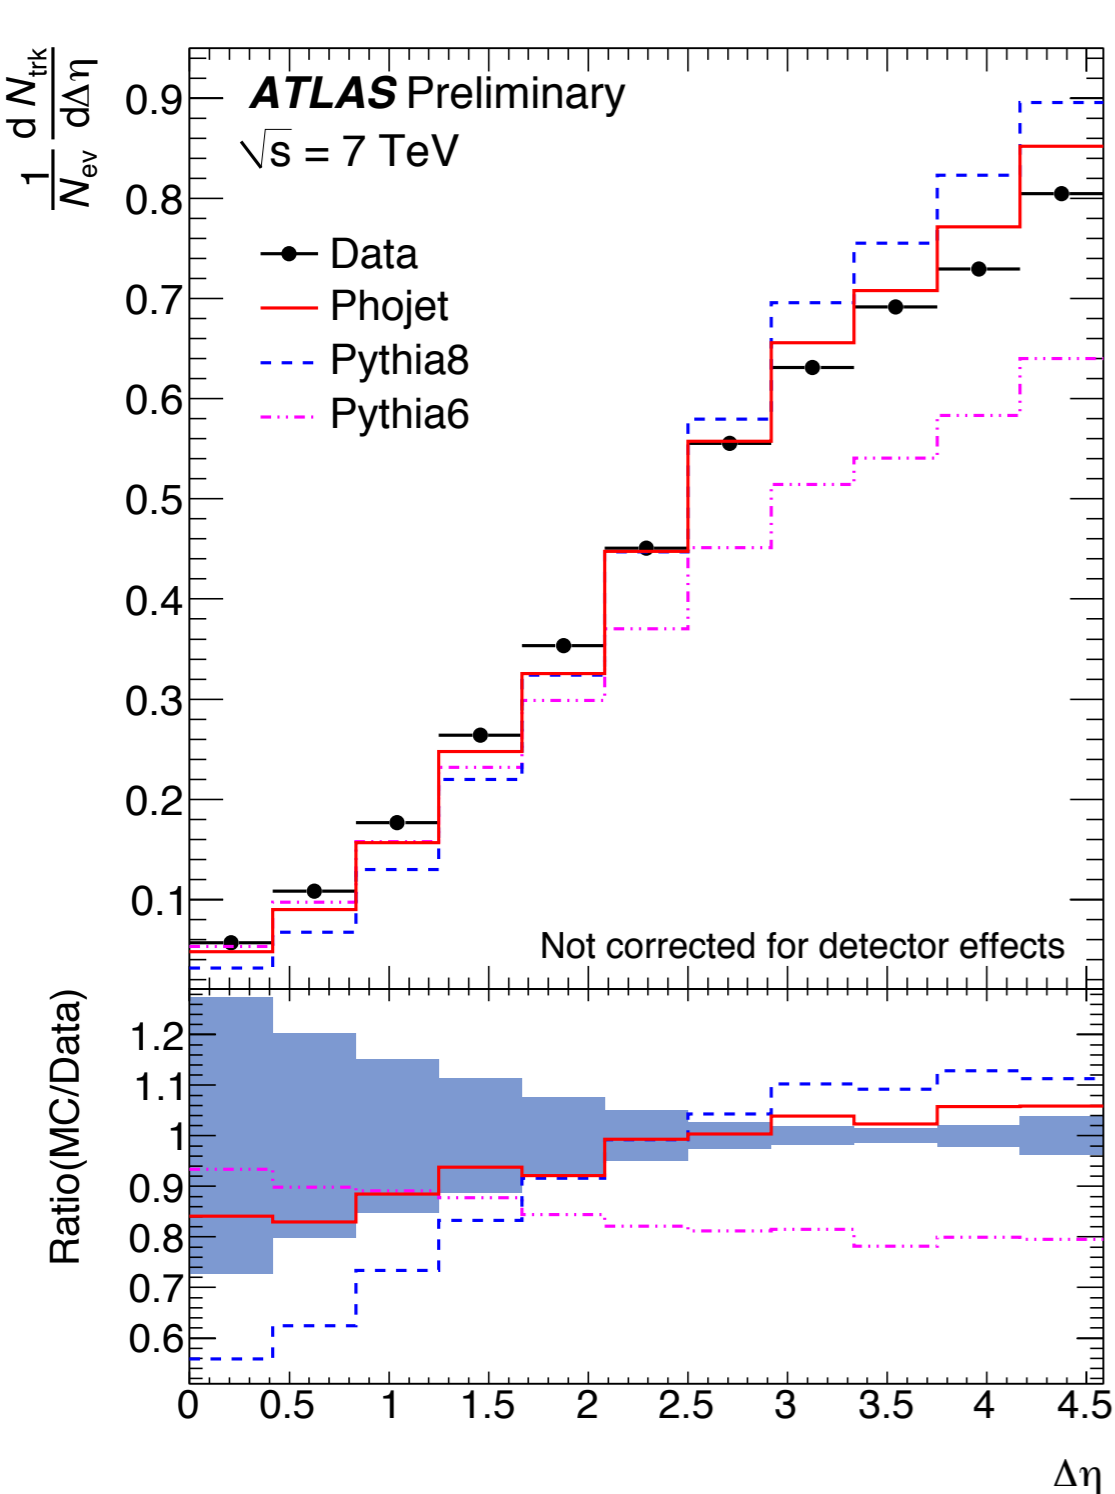 1 d N_trk
N_ev dΔη
ATLAS Preliminary
√s = 7 TeV
Data
Phojet
Pythia8
Pythia6
0.9
0.8
0.7
0.6
0.5
0.4
0.3
0.2
0.1
Not corrected for detector effects
Ratio(MC/Data)
1.2
1.1
1
0.9
0.8
0.7
0.6
0 0.5 1 1.5 2 2.5 3 3.5 4 4.5
Δη